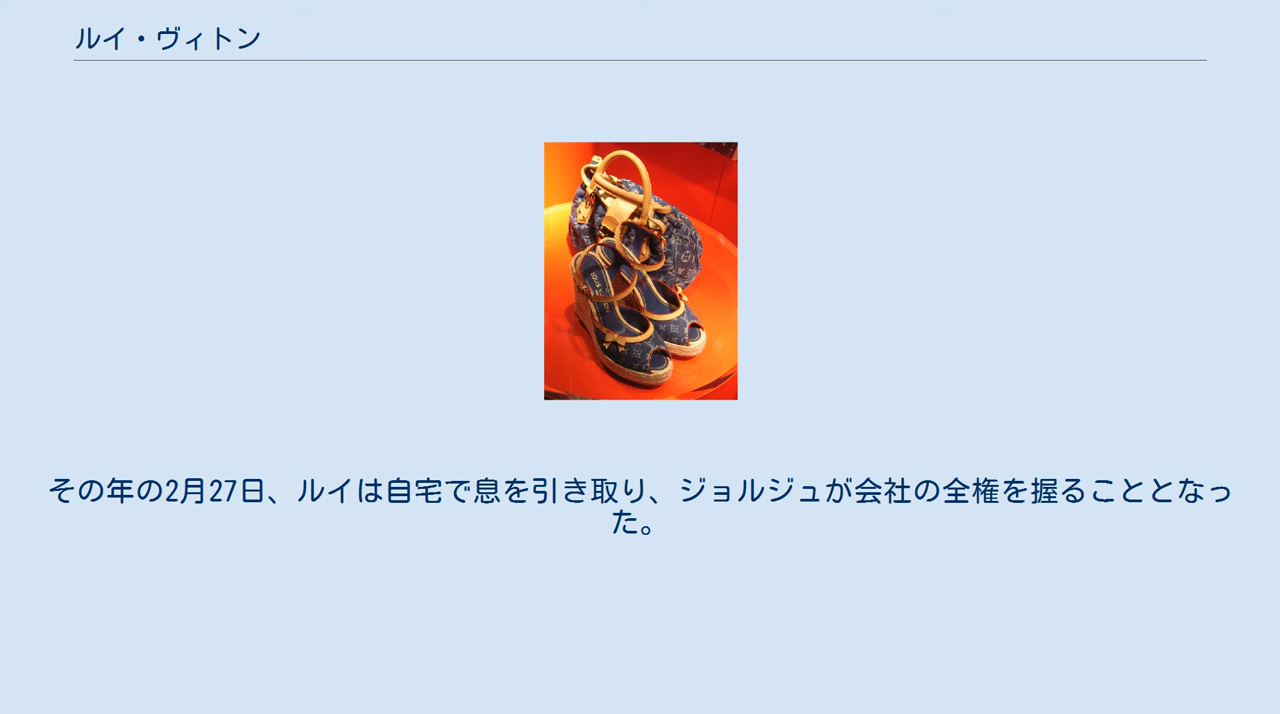 ルイ・ヴィトン
その年の2月27日、ルイは自宅で息を引き取り、ジョルジュが会社の全権を握ることとなっ
た。